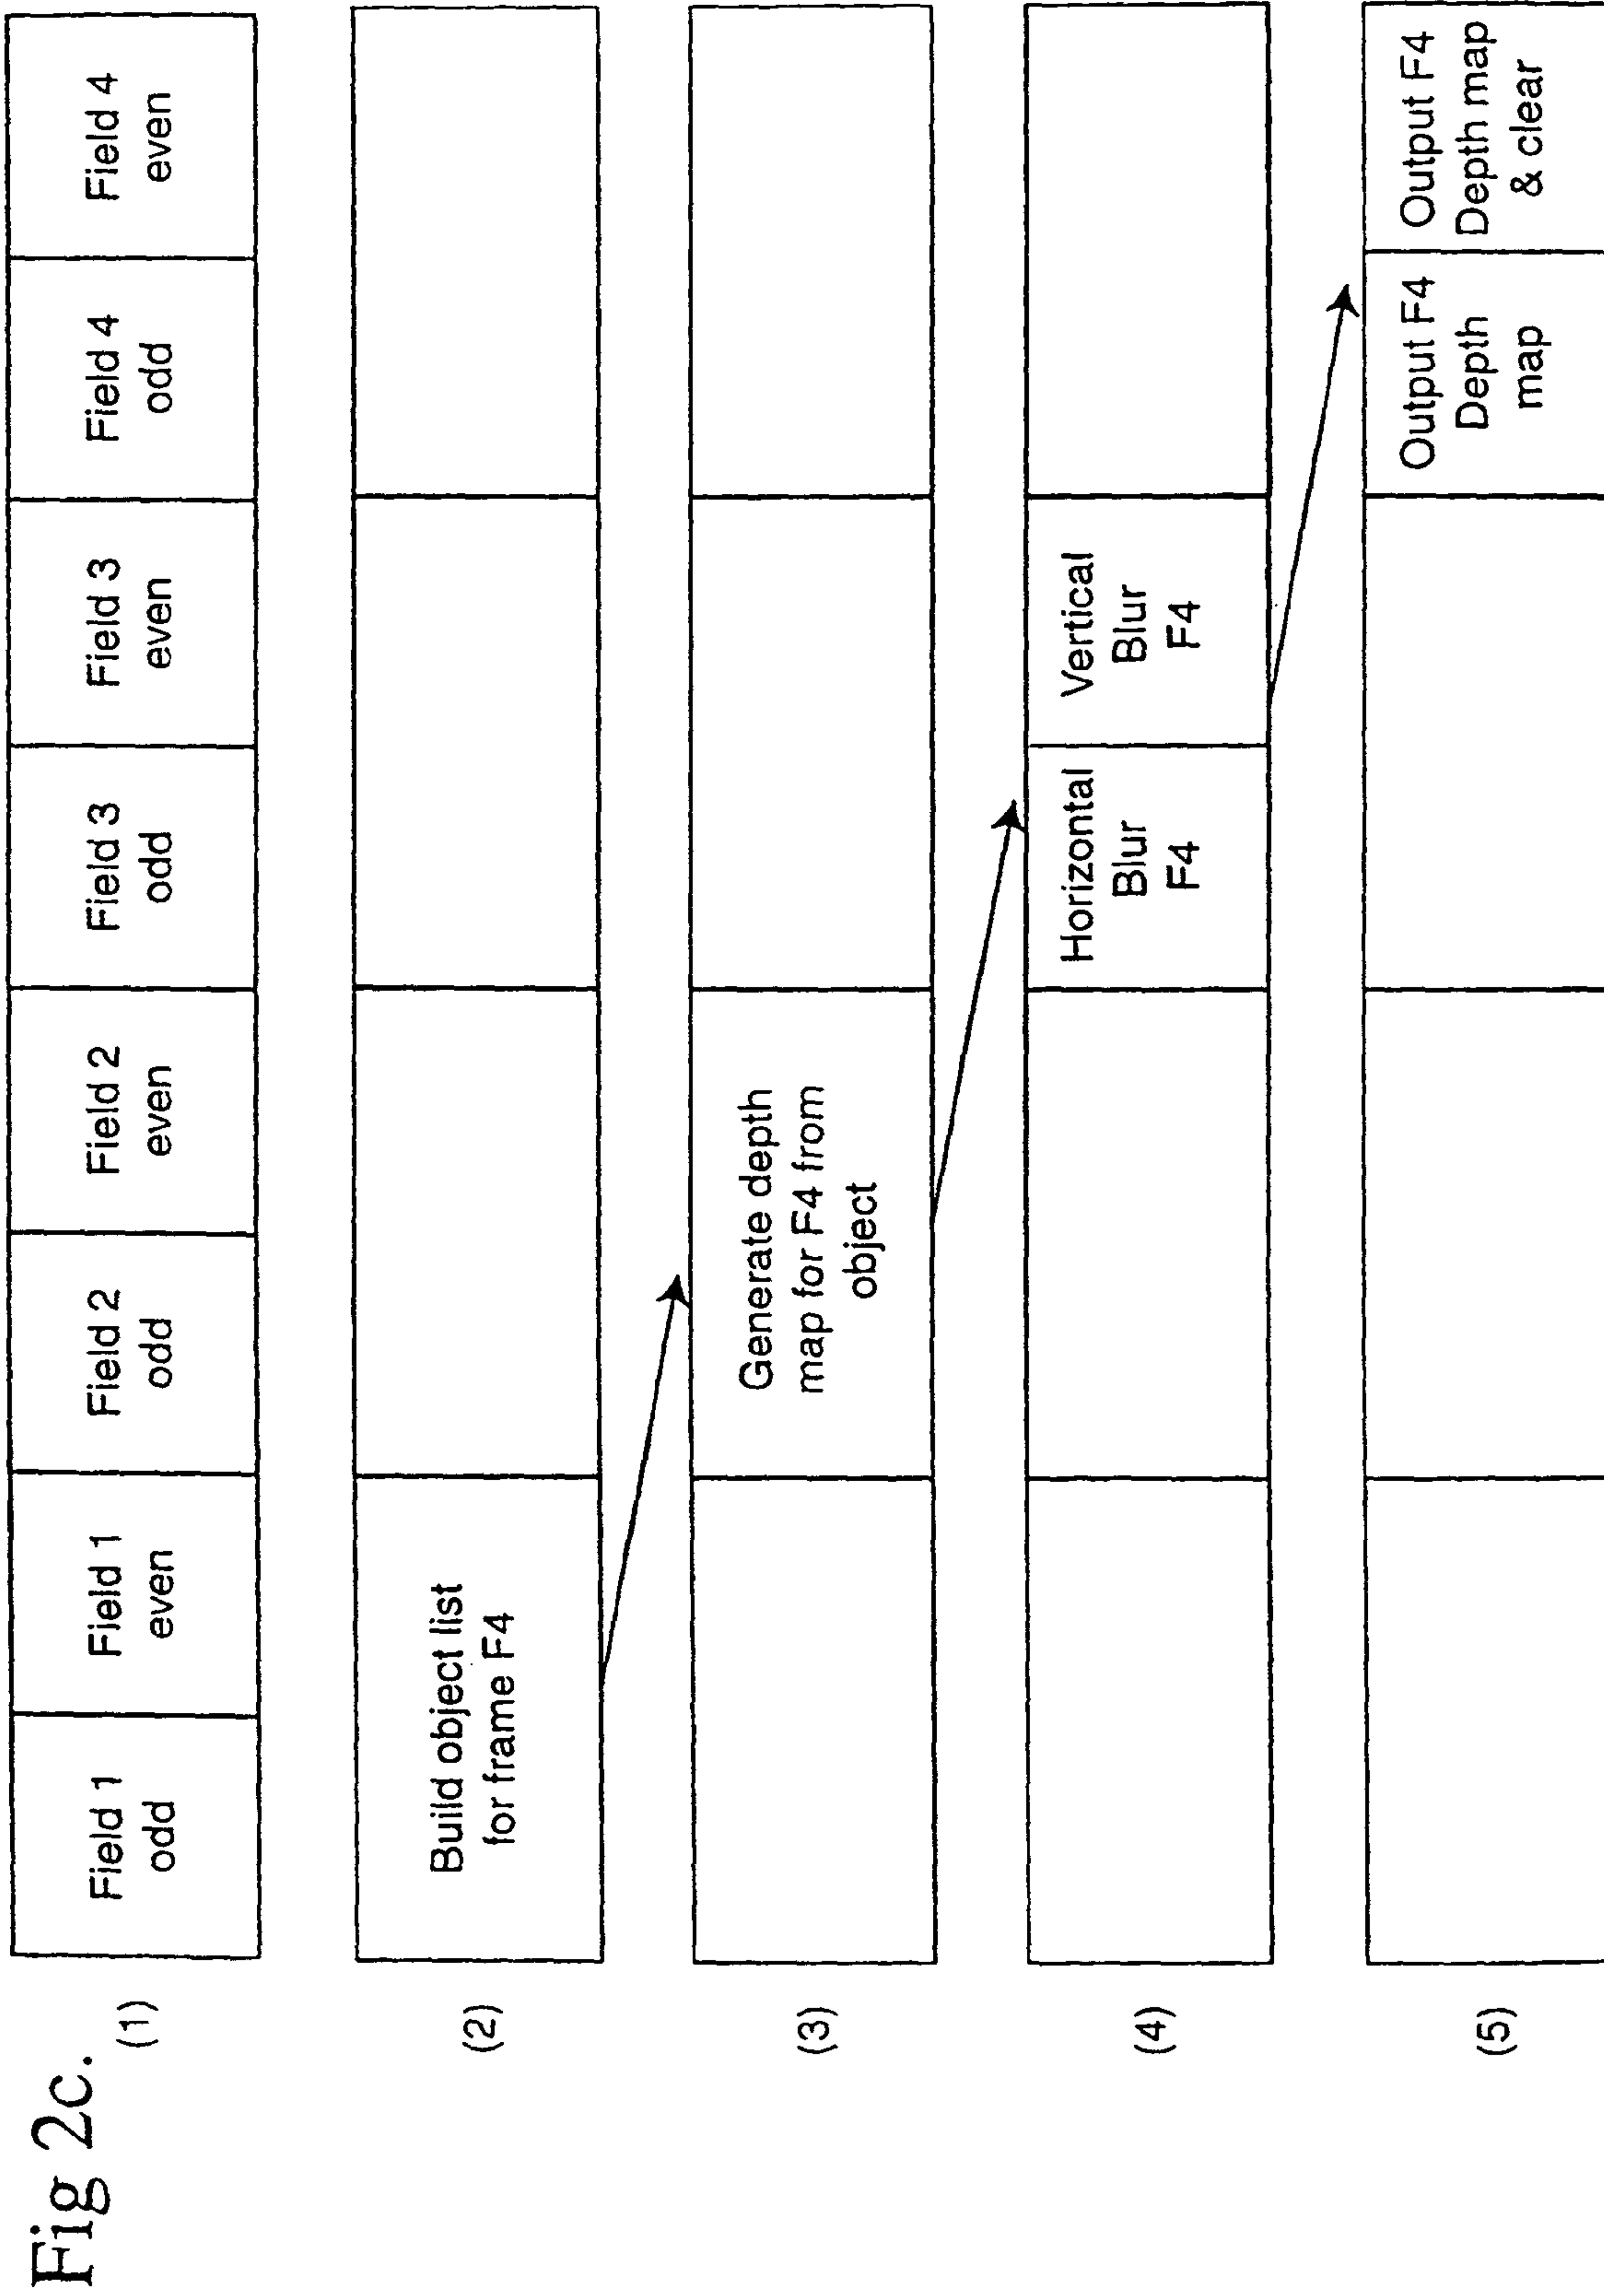 Fig 2c.
(1)
Field 1
odd
Field 1
even
Field 2
odd
Field 2
even
Field 3
odd
Field 3
even
Field 4
odd
Field 4
even
(2)
Build object list
for frame F4
(3)
Generate depth
map for F4 from
object
(4)
Horizontal
Blur
F4
Vertical
Blur
F4
(5)
Output F4
Depth
map
Output F4
Depth map
& clear